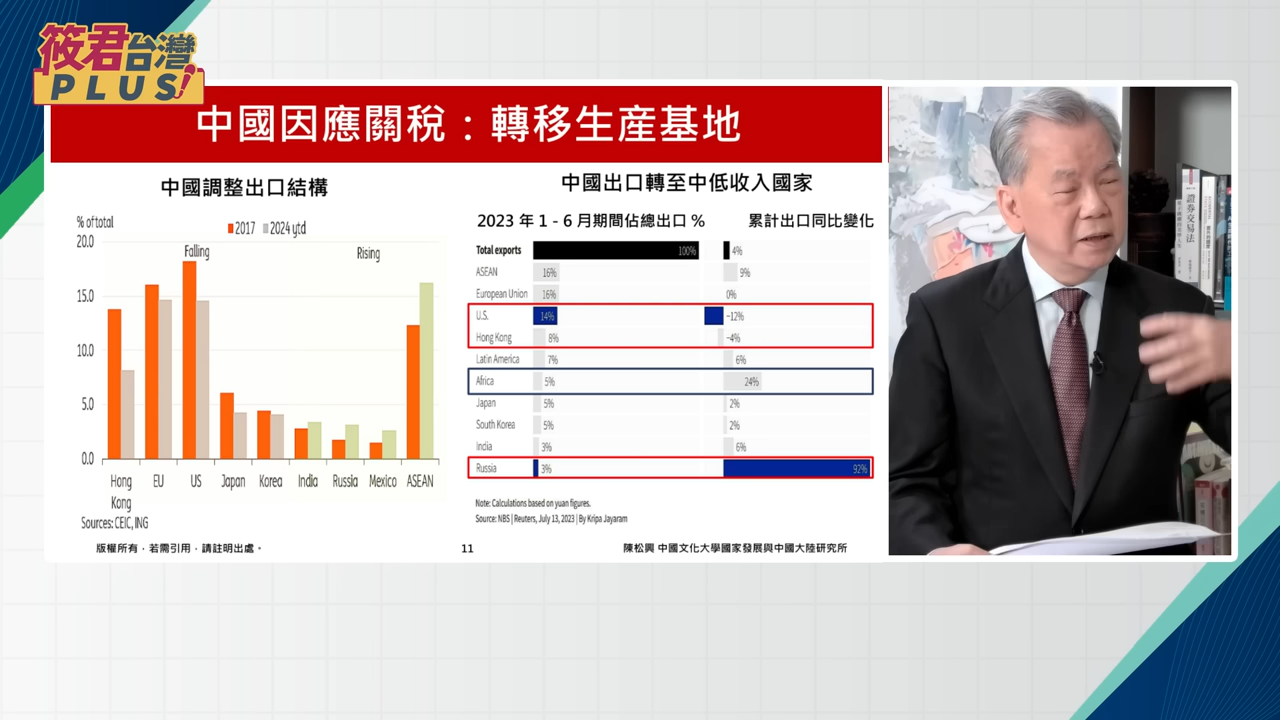 筱君台灣
PLUS!
中國因應關稅：轉移生産基地
中國調整出口結構
% of total
2017
2024 ytd
20.0
15.0
10.0
5.0
0.0
Falling
Rising
Hong Kong
EU
US
Japan
Korea
India
Russia
Mexico
ASEAN
Sources: CEIC, ING
中國出口轉至中低收入國家
2023 年 1 - 6 月期間佔總出口 %
累計出口同比變化
Total exports 100% 4%
ASEAN 16% 9%
European Union 16% 0%
U.S. 14% -12%
Hong Kong 8% -4%
Latin America 7% 6%
Africa 5% 24%
Japan 5% 2%
South Korea 5% 2%
India 3% 6%
Russia 3% 92%
Note: Calculations based on yuan figures.
Source: NBS | Reuters, July 13, 2023 | By Kripa Jayaram
版權所有，若需引用，請註明出處。
11
陳松興 中國文化大學國家發展與中國大陸研究所
證券交易法